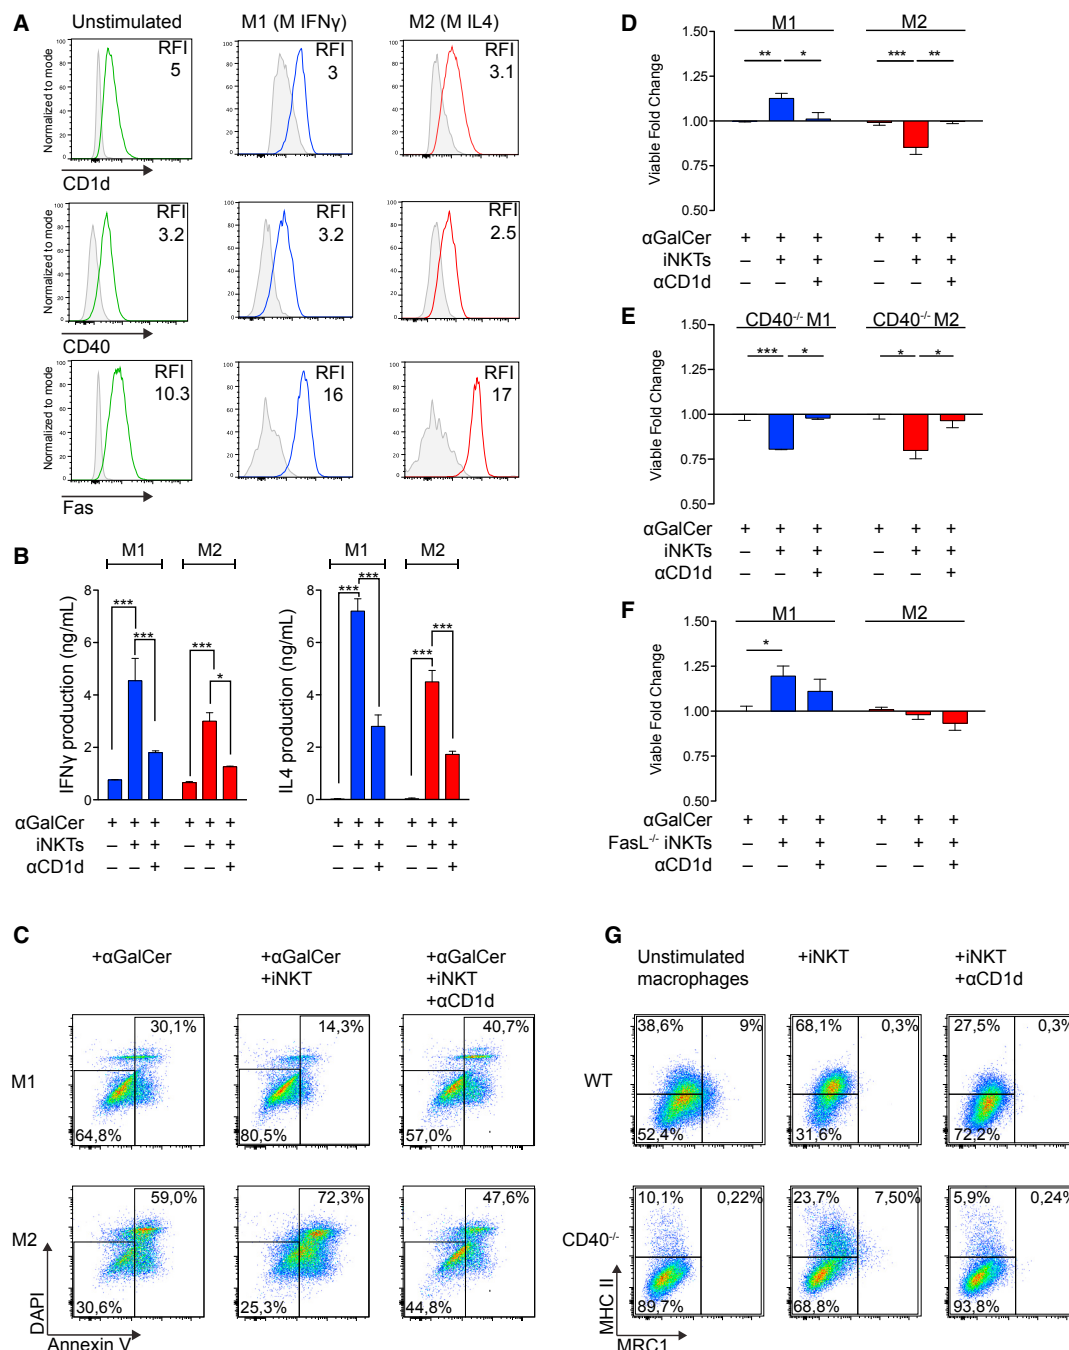 A
Unstimulated
M1 (M IFNγ)
M2 (M IL4)
Normalized to mode
RFI
5
RFI
3
RFI
3.1
CD1d
Normalized to mode
RFI
3.2
RFI
3.2
RFI
2.5
CD40
Normalized to mode
RFI
10.3
RFI
16
RFI
17
Fas
B
M1
M2
M1
M2
IFNγ production (ng/mL)
8
6
4
2
0
***
***
***
*
IL4 production (ng/mL)
8
6
4
2
0
***
***
***
***
αGalCer + + + + + + + + + + + +
iNKTs – + + – + + – + + – + +
αCD1d – – + – – + – – + – – +
C
+αGalCer
+αGalCer
+iNKT
+αGalCer
+iNKT
+αCD1d
M1
30,1%
64,8%
14,3%
80,5%
40,7%
57,0%
M2
59,0%
30,6%
72,3%
25,3%
47,6%
44,8%
DAPI
Annexin V
D
M1
M2
Viable Fold Change
1.50
1.25
1.00
0.75
0.50
** *
*** **
αGalCer + + + + + +
iNKTs – + + – + +
αCD1d – – + – – +
E
CD40-/- M1
CD40-/- M2
Viable Fold Change
1.50
1.25
1.00
0.75
0.50
*** *
* *
αGalCer + + + + + +
iNKTs – + + – + +
αCD1d – – + – – +
F
M1
M2
Viable Fold Change
1.50
1.25
1.00
0.75
0.50
*
αGalCer + + + + + +
FasL-/- iNKTs – + + – + +
αCD1d – – + – – +
G
Unstimulated
macrophages
+iNKT
+iNKT
+αCD1d
WT
38,6% 9%
52,4%
68,1% 0,3%
31,6%
27,5% 0,3%
72,2%
CD40-/-
10,1% 0,22%
89,7%
23,7% 7,50%
68,8%
5,9% 0,24%
93,8%
MHC II
MRC1